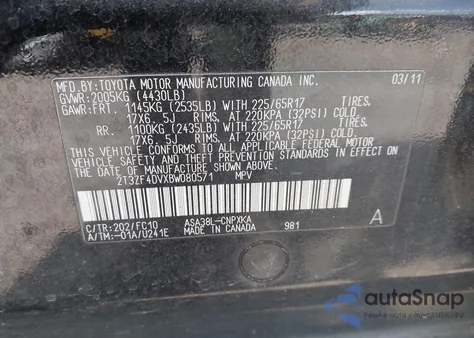 MFD.BY:TOYOTA MOTOR MANUFACTURING CANADA INC. 03/11
GVWR:2005KG (4430LB)
GAWR: FRT: 1145KG (2535LB) WITH 225/65R17 TIRES.
17X6. 5J RIMS. AT 220KPA (32PSI) COLD.
RR. 1100KG (2435LB) WITH 225/65R17 TIRES.
17X6. 5J RIMS. AT 220KPA (32PSI) COLD.
THIS VEHICLE CONFORMS TO ALL APPLICABLE FEDERAL MOTOR
VEHICLE SAFETY STANDARDS IN EFFECT ON
THE DATE OF MANUFACTURE SHOWN ABOVE.
2T3ZF4DVXBW080571 MPV
C/TR:202/FC10 ASA38L-CNPXKA A
A/TM:-01A/U241E MADE IN CANADA 981
autoSnap